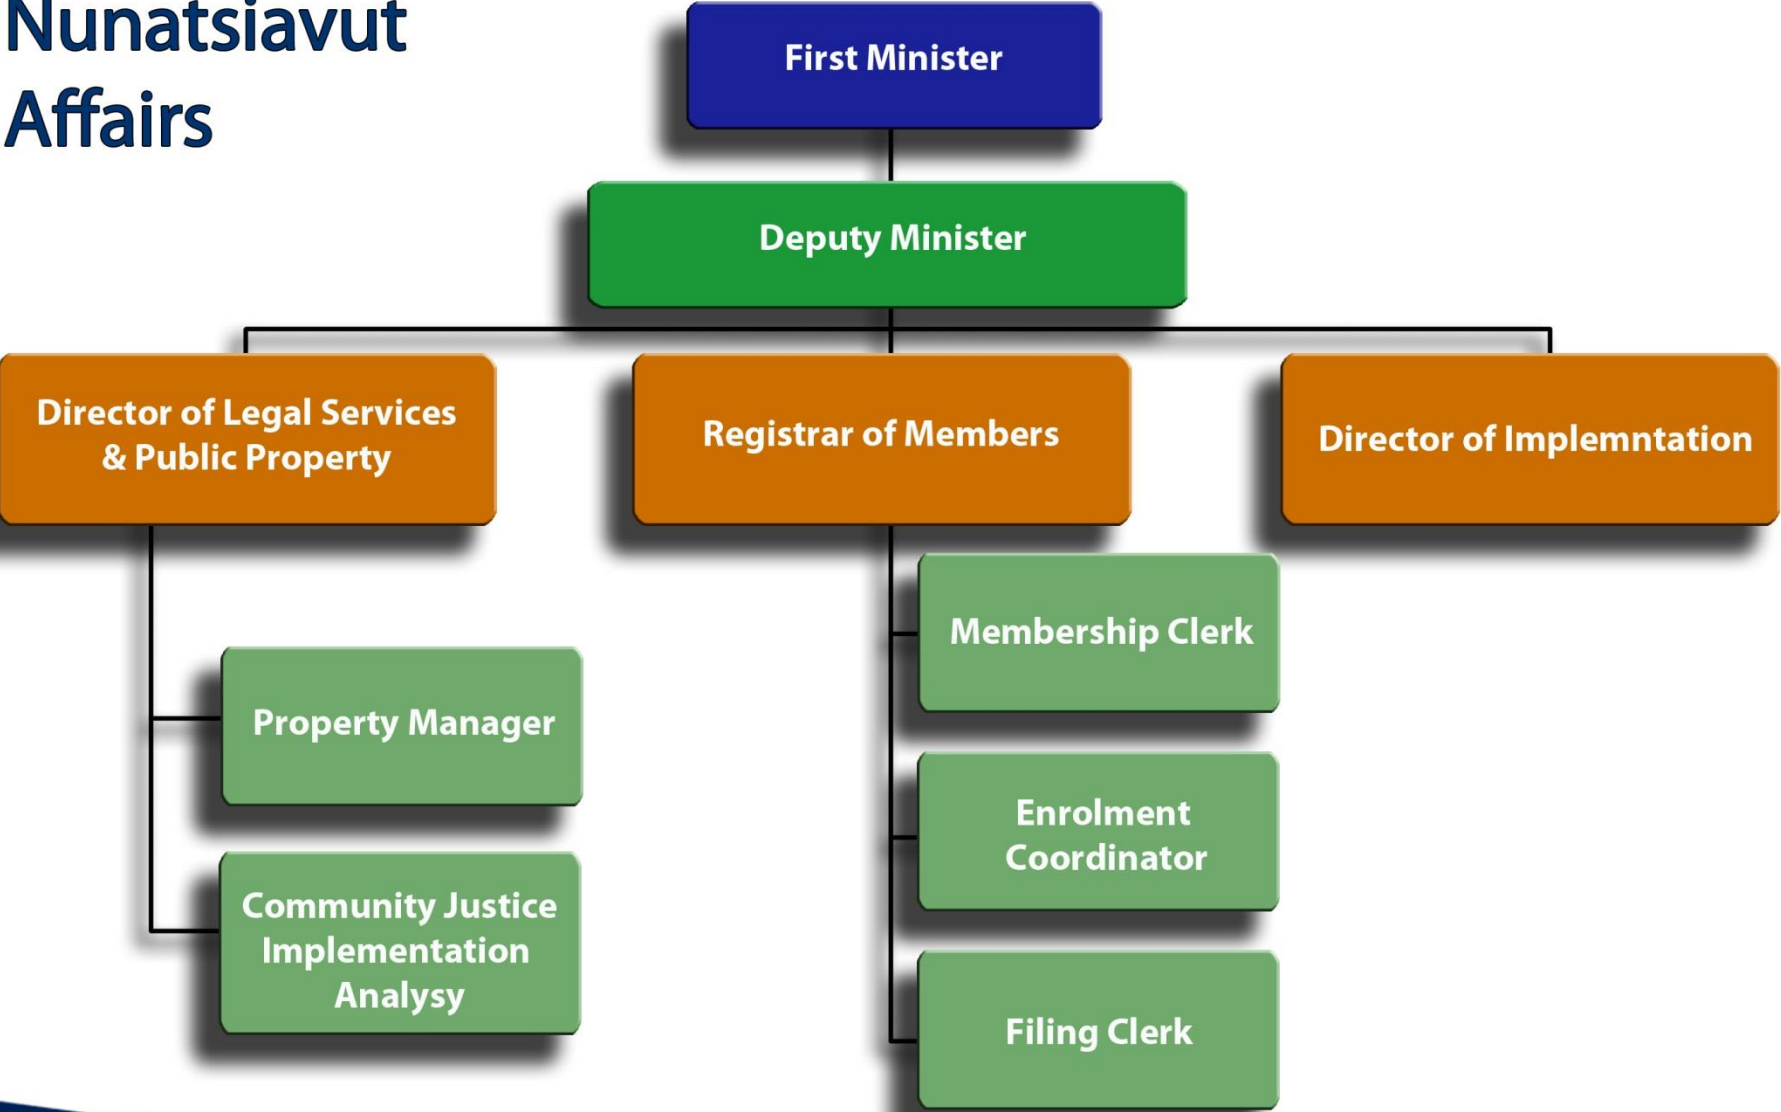 Nunatsiavut
Affairs
First Minister
Deputy Minister
Director of Legal Services
& Public Property
Registrar of Members
Director of Implemntation
Property Manager
Community Justice
Implementation
Analysy
Membership Clerk
Enrolment
Coordinator
Filing Clerk